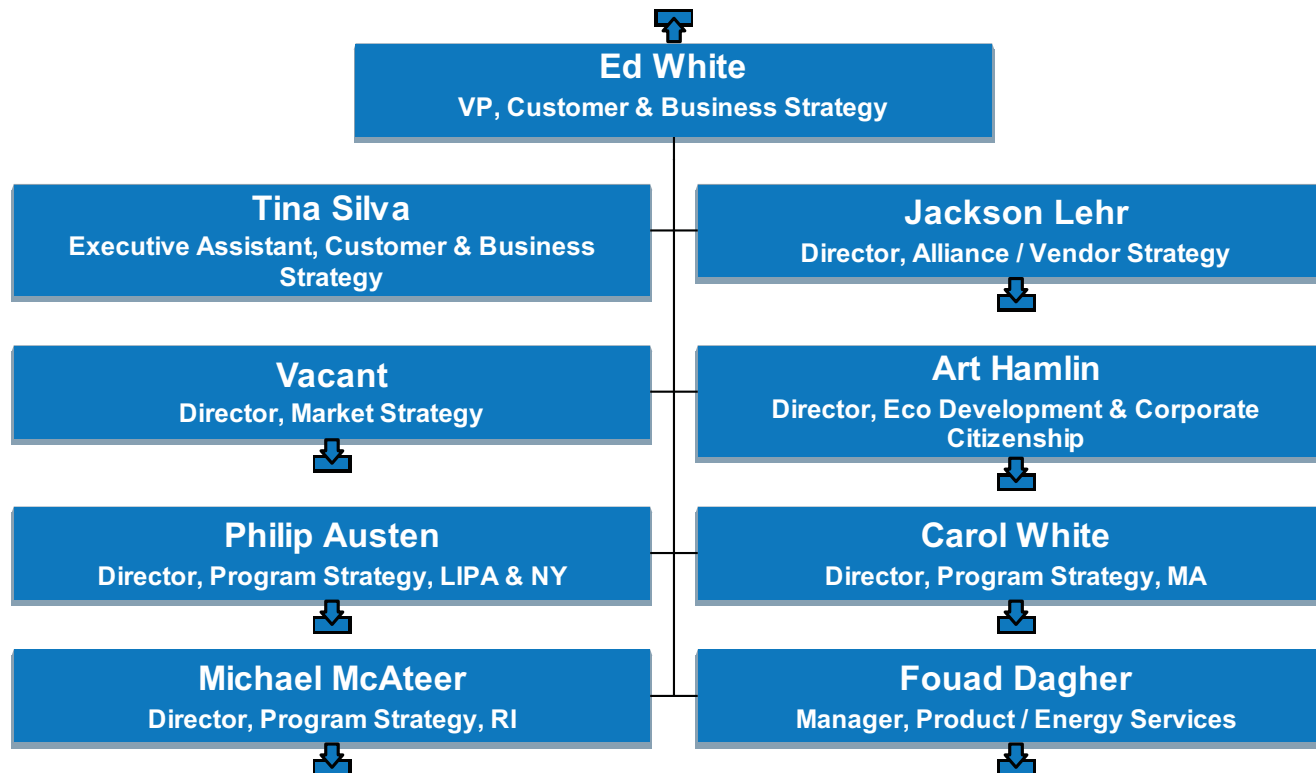 Ed White
VP, Customer & Business Strategy
Tina Silva
Executive Assistant, Customer & Business
Strategy
Jackson Lehr
Director, Alliance / Vendor Strategy
Vacant
Director, Market Strategy
Art Hamlin
Director, Eco Development & Corporate
Citizenship
Philip Austen
Director, Program Strategy, LIPA & NY
Carol White
Director, Program Strategy, MA
Michael McAteer
Director, Program Strategy, RI
Fouad Dagher
Manager, Product / Energy Services